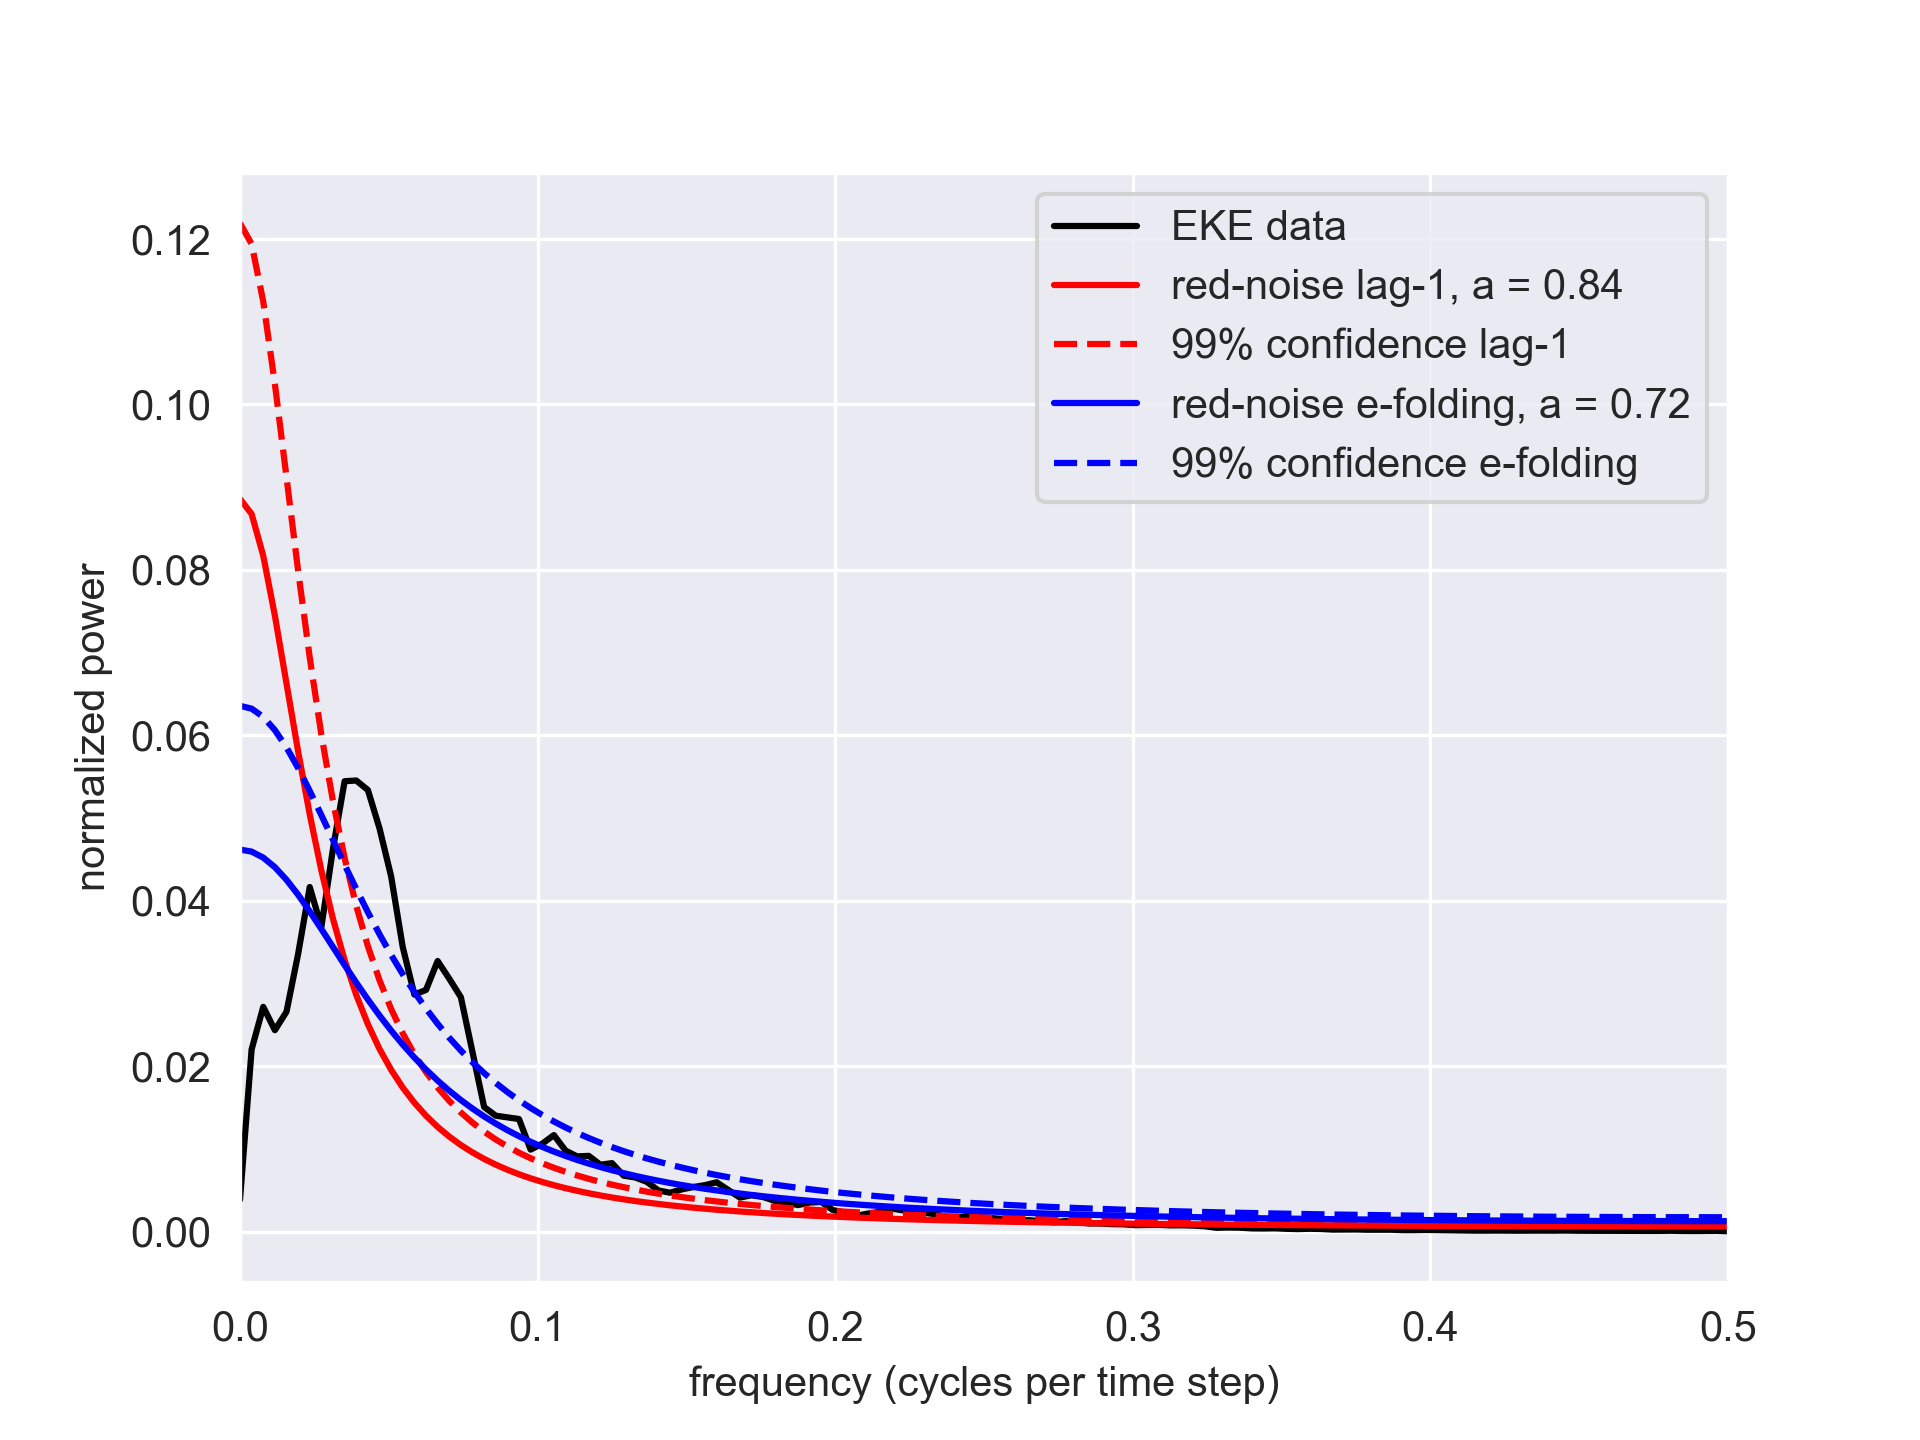 EKE data
red-noise lag-1, a = 0.84
99% confidence lag-1
red-noise e-folding, a = 0.72
99% confidence e-folding
0.12
0.10
0.08
0.06
0.04
0.02
0.00
normalized power
0.0 0.1 0.2 0.3 0.4 0.5
frequency (cycles per time step)